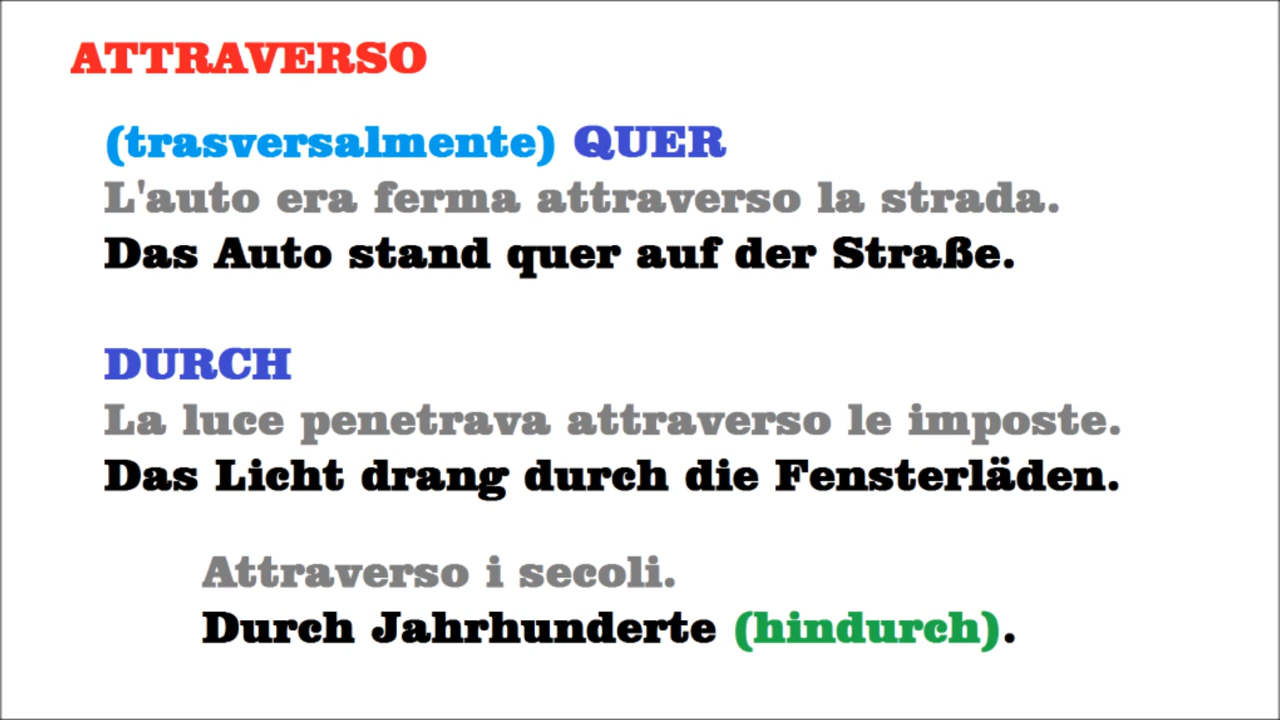 ATTRAVERSO
(trasversalmente) QUER
L'auto era ferma attraverso la strada.
Das Auto stand quer auf der Straße.
DURCH
La luce penetrava attraverso le imposte.
Das Licht drang durch die Fensterläden.
Attraverso i secoli.
Durch Jahrhunderte (hindurch).